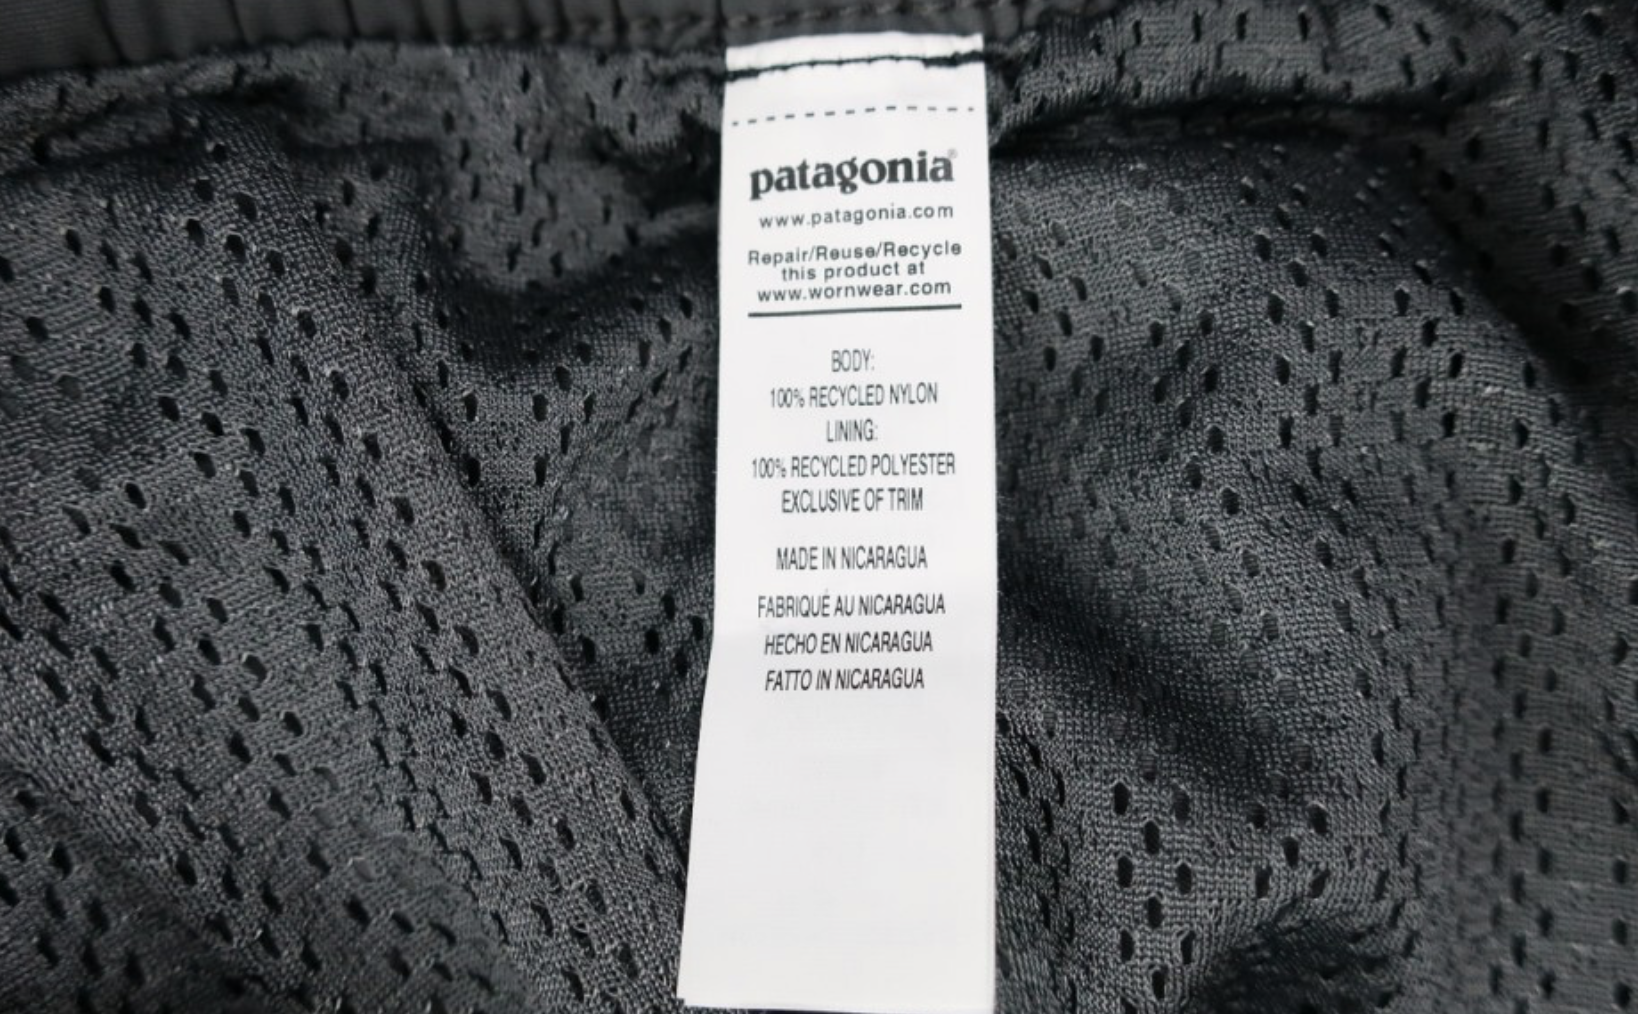 patagonia®
www.patagonia.com
Repair/Reuse/Recycle
this product at
www.wornwear.com
BODY:
100% RECYCLED NYLON
LINING:
100% RECYCLED POLYESTER
EXCLUSIVE OF TRIM
MADE IN NICARAGUA
FABRIQUÉ AU NICARAGUA
HECHO EN NICARAGUA
FATTO IN NICARAGUA